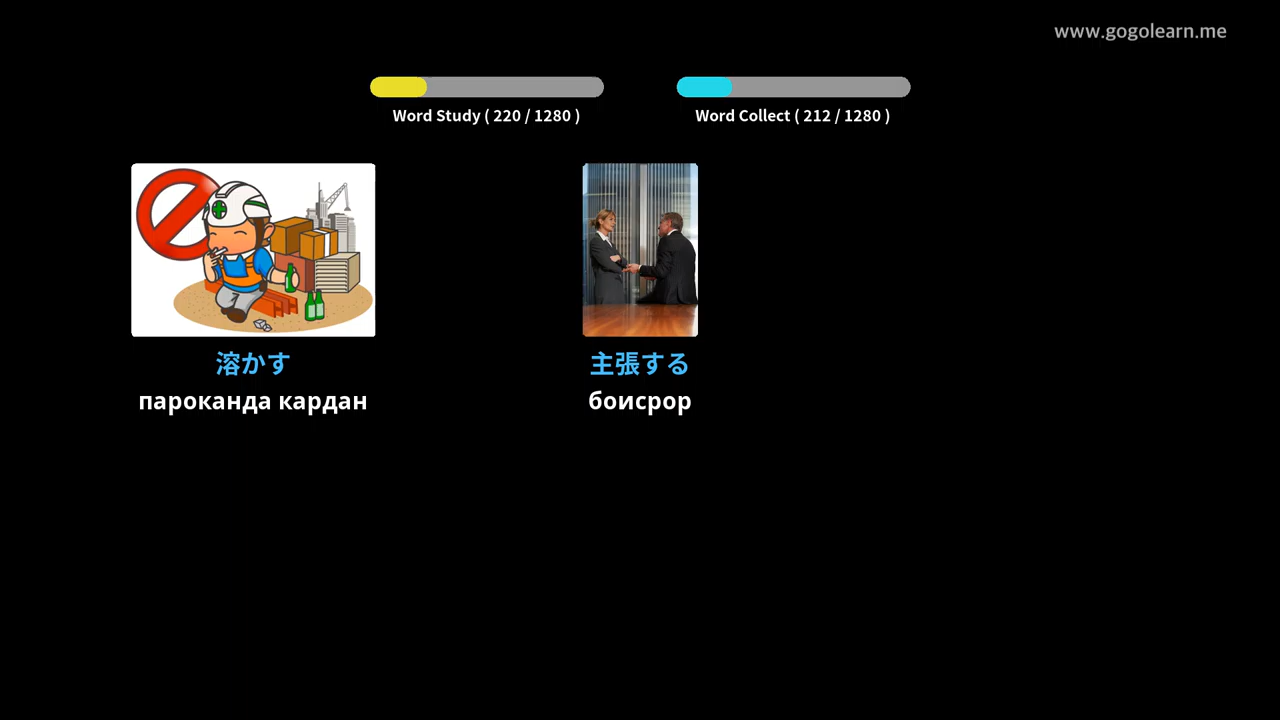 www.gogolearn.me
Word Study ( 220 / 1280 )
Word Collect ( 212 / 1280 )
溶かす
пароканда кардан
主張する
боисрор